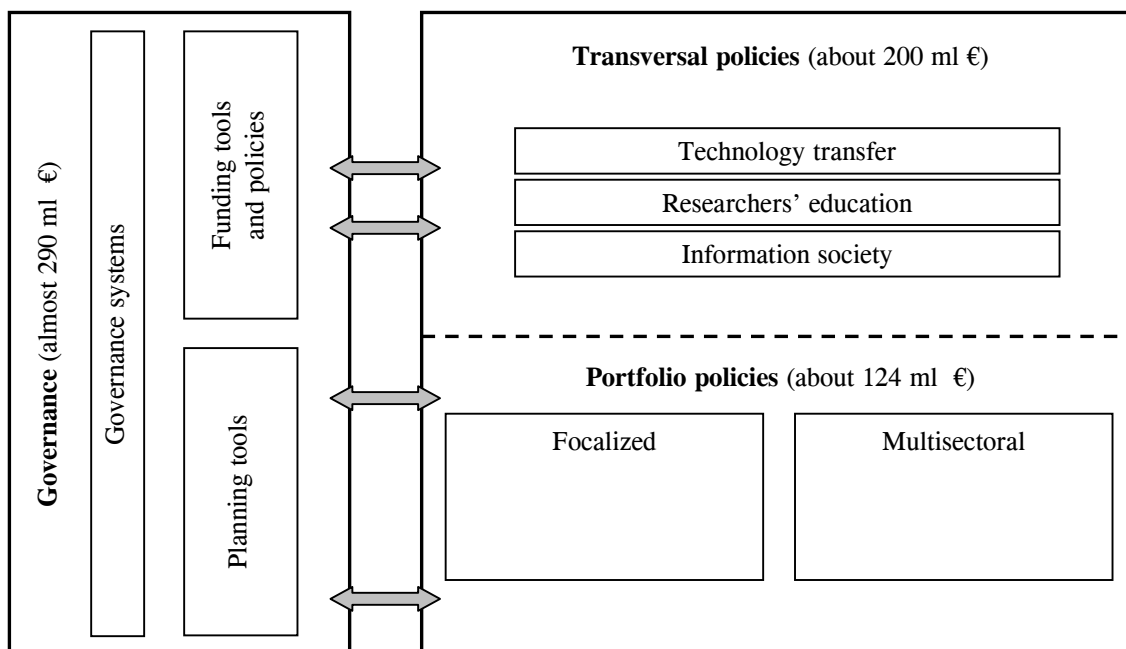 Governance (almost 290 ml €)
Governance systems
Funding tools
and policies
Planning tools
Transversal policies (about 200 ml €)
Technology transfer
Researchers’ education
Information society
Portfolio policies (about 124 ml €)
Focalized
Multisectoral